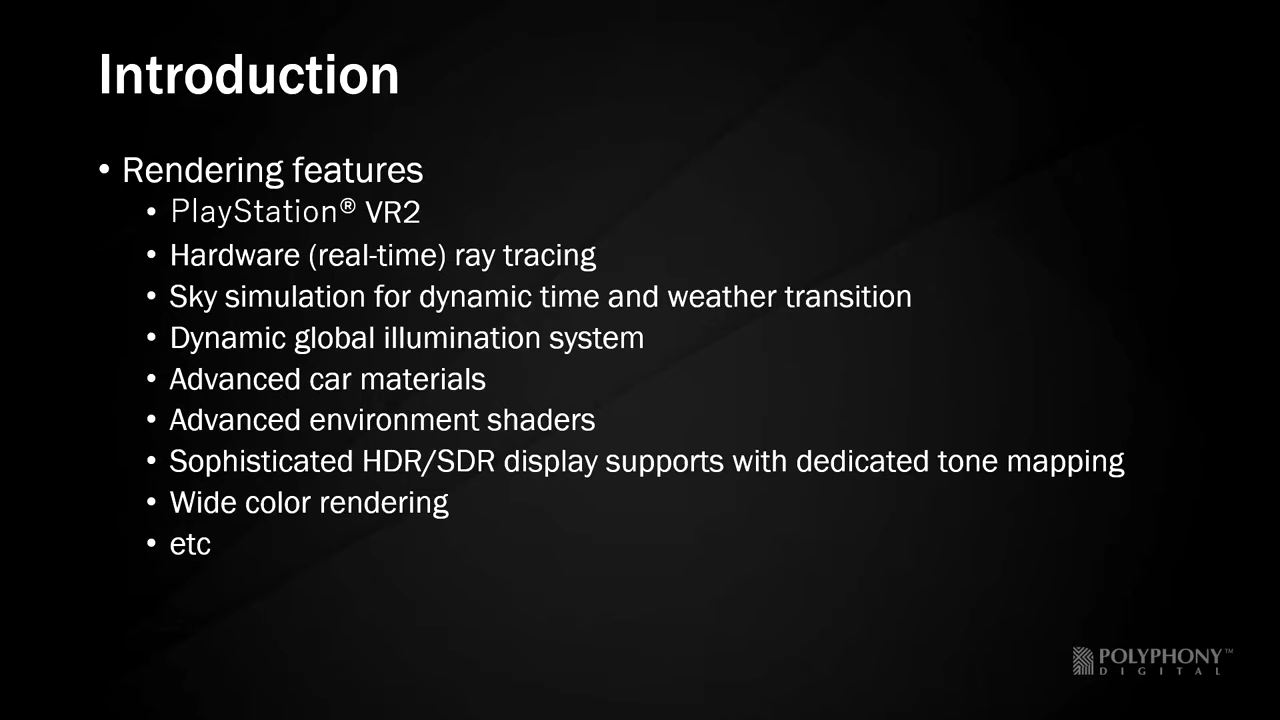 Introduction
• Rendering features
• PlayStation® VR2
• Hardware (real-time) ray tracing
• Sky simulation for dynamic time and weather transition
• Dynamic global illumination system
• Advanced car materials
• Advanced environment shaders
• Sophisticated HDR/SDR display supports with dedicated tone mapping
• Wide color rendering
• etc
POLYPHONY™
DIGITAL